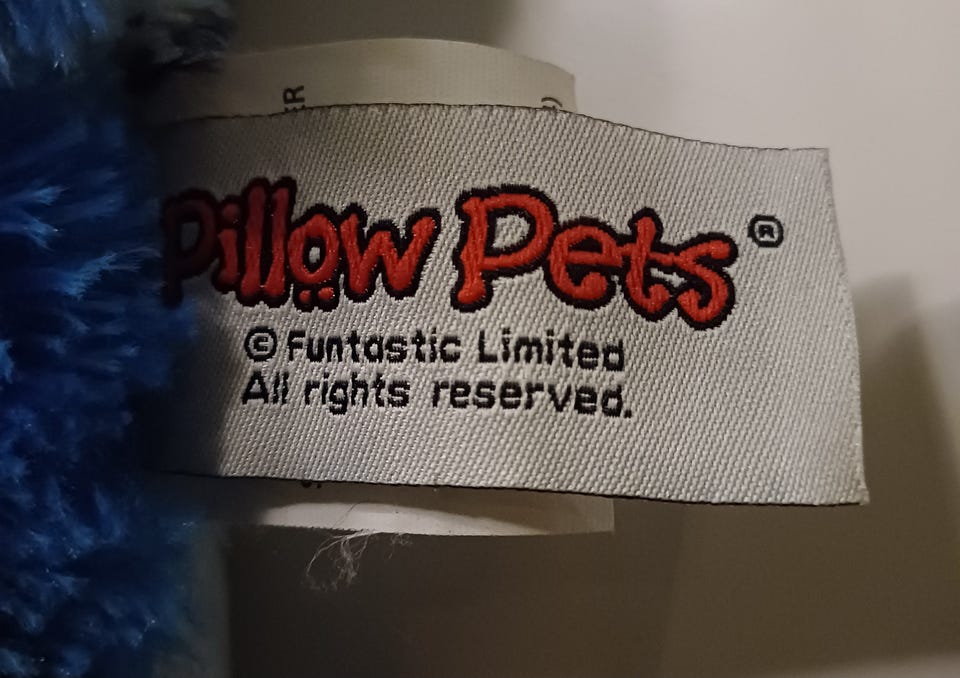 Pillow Pets ®
© Funtastic Limited
All rights reserved.